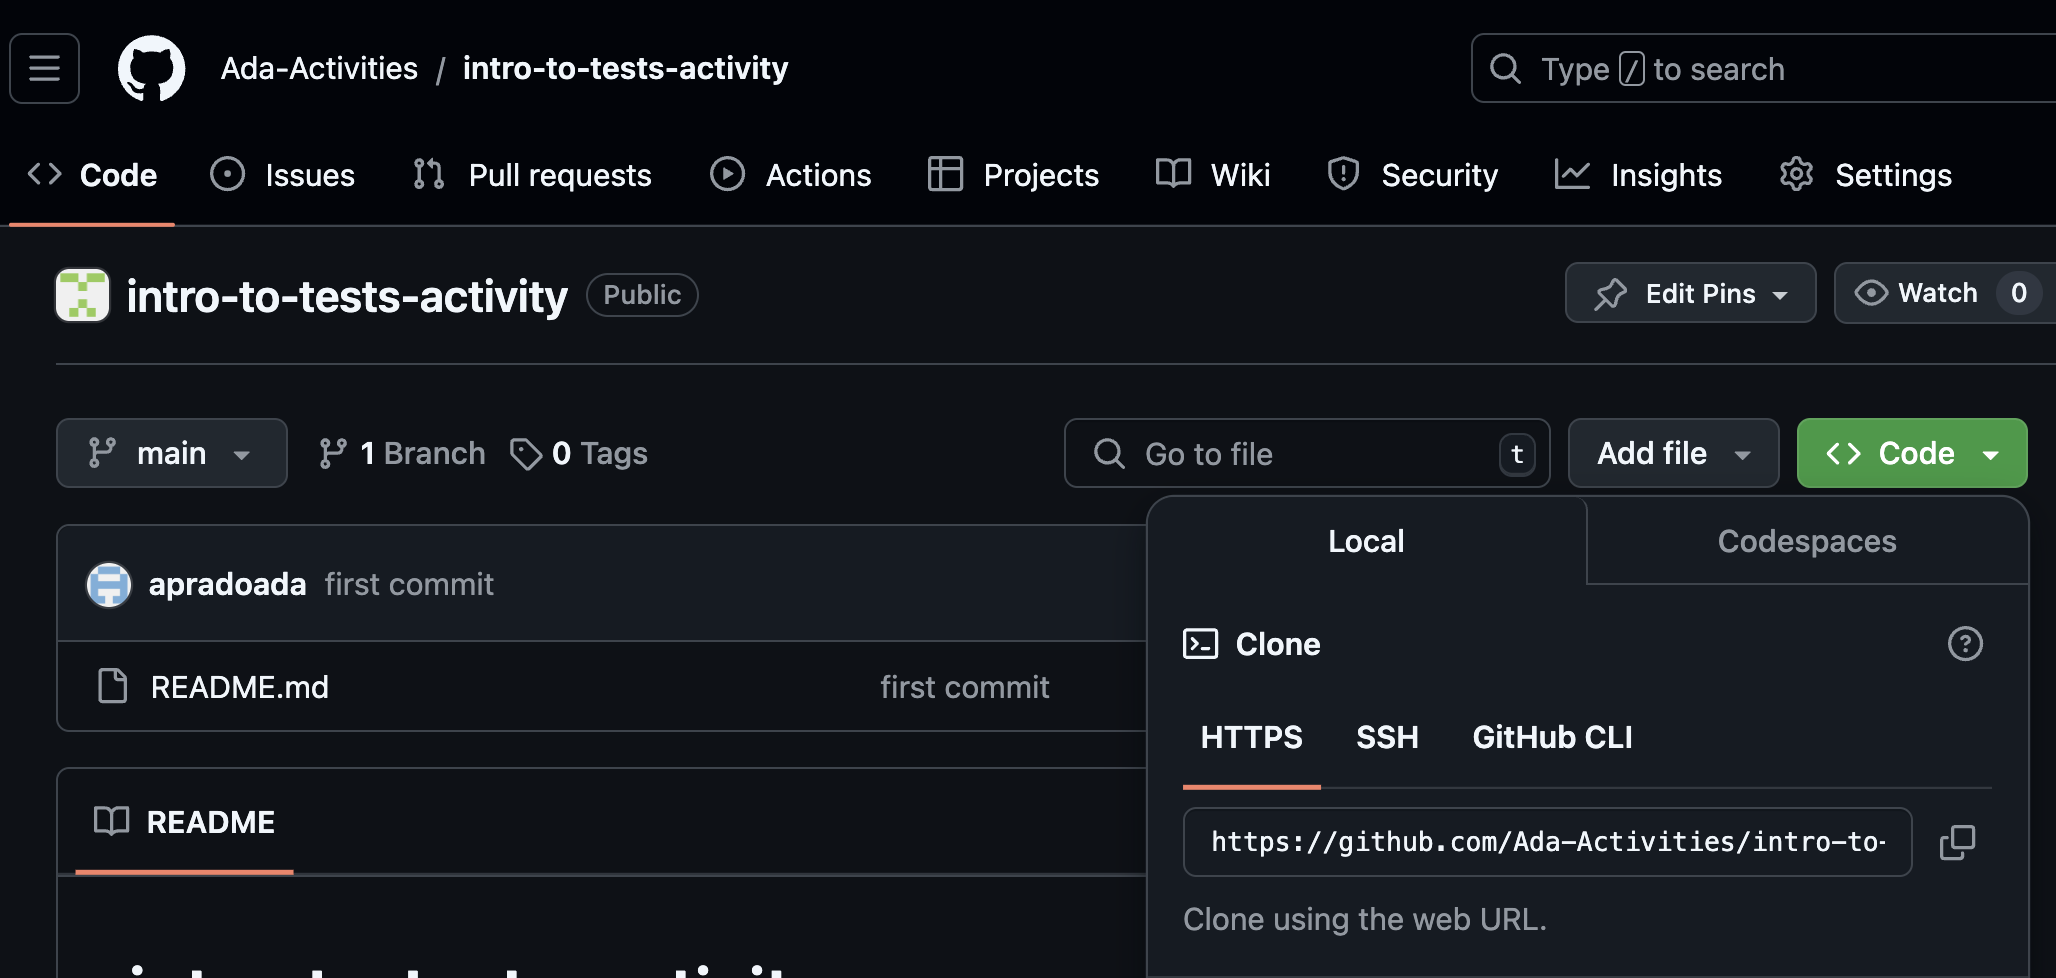 Ada-Activities / intro-to-tests-activity
Type / to search
Code Issues Pull requests Actions Projects Wiki Security Insights Settings
intro-to-tests-activity Public
Edit Pins Watch 0
main 1 Branch 0 Tags
Go to file t Add file Code
Local Codespaces
apradoada first commit
Clone
README.md first commit
HTTPS SSH GitHub CLI
README
https://github.com/Ada-Activities/intro-to-
Clone using the web URL.